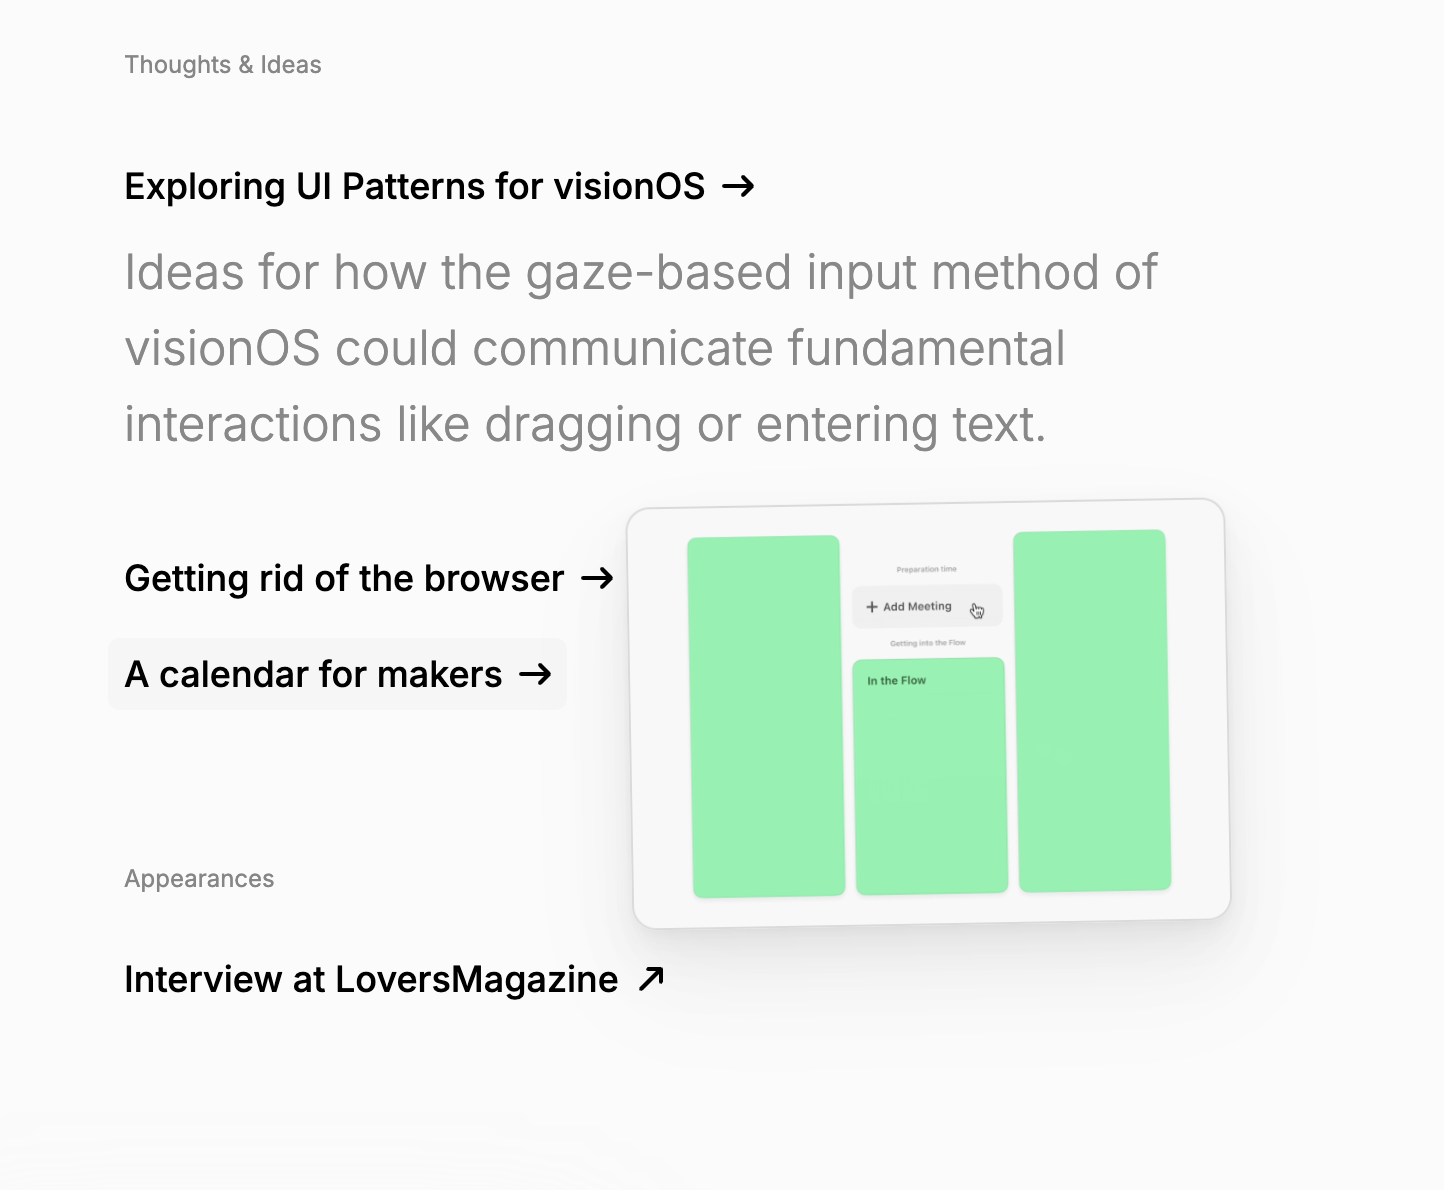 Thoughts & Ideas
Exploring UI Patterns for visionOS →
Ideas for how the gaze-based input method of
visionOS could communicate fundamental
interactions like dragging or entering text.
Getting rid of the browser →
A calendar for makers →
Preparation time
+ Add Meeting
Getting into the Flow
In the Flow
Appearances
Interview at LoversMagazine ↗